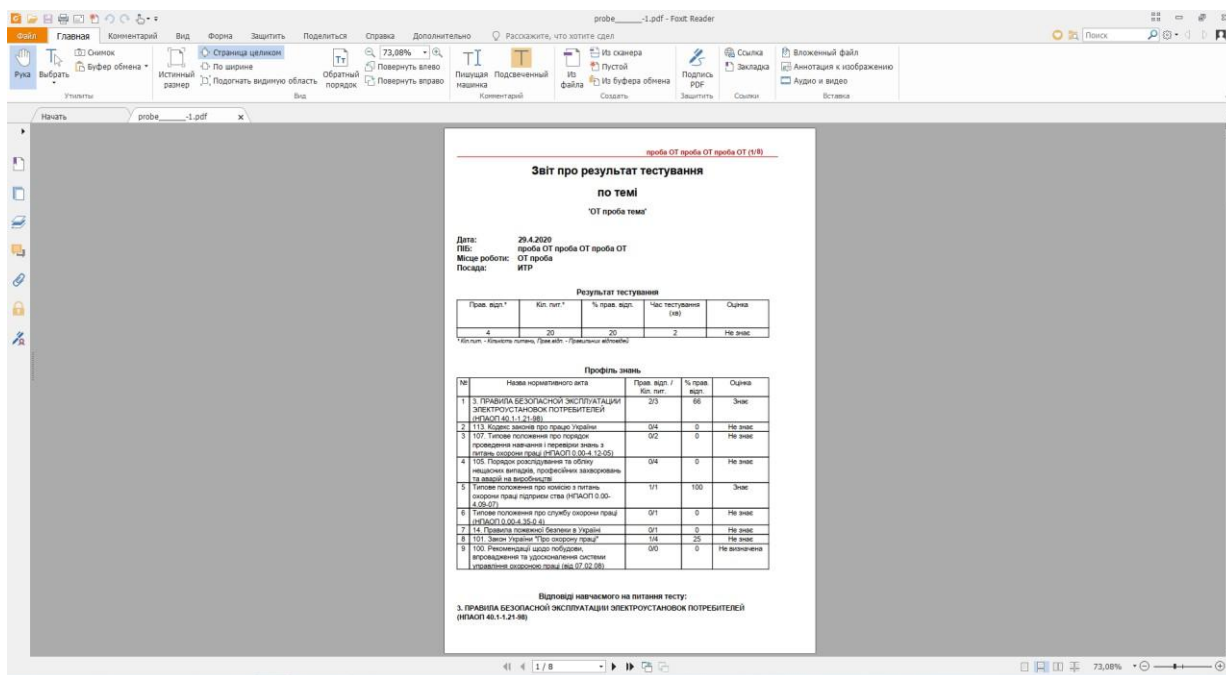 probe______-1.pdf - Foxit Reader
Файл Главная Комментарий Вид Форма Защитить Поделиться Справка Дополнительно Расскажите, что хотите сдел Поиск
Рука
Выбрать
Снимок
Буфер обмена
Утилиты
Истинный размер
Страница целиком
По ширине
Подогнать видимую область
Обратный порядок
73,08%
Повернуть влево
Повернуть вправо
Вид
Пишущая машинка
Подсвеченный
Комментарий
Из файла
Из сканера
Пустой
Из буфера обмена
Создать
Подпись PDF
Защитить
Ссылка
Закладка
Ссылки
Вложенный файл
Аннотация к изображению
Аудио и видео
Вставка
Начать probe______-1.pdf x
проба ОТ проба ОТ проба ОТ (1/8)
Звіт про результат тестування
по темі
'ОТ проба тема'
Дата: 29.4.2020
ПІБ: проба ОТ проба ОТ проба ОТ
Місце роботи: ОТ проба
Посада: ИТР
Результат тестування
Прав. відп.* Кіл. пит.* % прав. відп. Час тестування (хв) Оцінка
4 20 20 2 Не знає
* Кіл пит. - Кількість питань, Прав.відп. - Правильних відповідей
Профіль знань
№ Назва нормативного акта Прав. відп. / Кіл. пит. % прав. відп. Оцінка
1 3. ПРАВИЛА БЕЗОПАСНОЙ ЭКСПЛУАТАЦИИ
ЭЛЕКТРОУСТАНОВОК ПОТРЕБИТЕЛЕЙ
(НПАОП 40.1-1.21-98) 2/3 66 Знає
2 113. Кодекс законів про працю України 0/4 0 Не знає
3 107. Типове положення про порядок
проведення навчання і перевірки знань з
питань охорони праці (НПАОП 0.00-4.12-05) 0/2 0 Не знає
4 105. Порядок розслідування та обліку
нещасних випадків, професійних захворювань
та аварій на виробництві 0/4 0 Не знає
5 Типове положення про комісію з питань
охорони праці підприєм ства (НПАОП 0.00-
4.09-07) 1/1 100 Знає
6 Типове положення про службу охорони праці
(НПАОП 0.00-4.35-0 4) 0/1 0 Не знає
7 14. Правила пожежної безпеки в Україні 0/1 0 Не знає
8 101. Закон України "Про охорону праці" 1/4 25 Не знає
9 100. Рекомендації щодо побудови,
впровадження та удосконалення системи
управління охороною праці (від 07.02.08) 0/0 0 Не визначена
Відповіді навчаємого на питання тесту:
3. ПРАВИЛА БЕЗОПАСНОЙ ЭКСПЛУАТАЦИИ ЭЛЕКТРОУСТАНОВОК ПОТРЕБИТЕЛЕЙ
(НПАОП 40.1-1.21-98)
1 / 8
73,08%